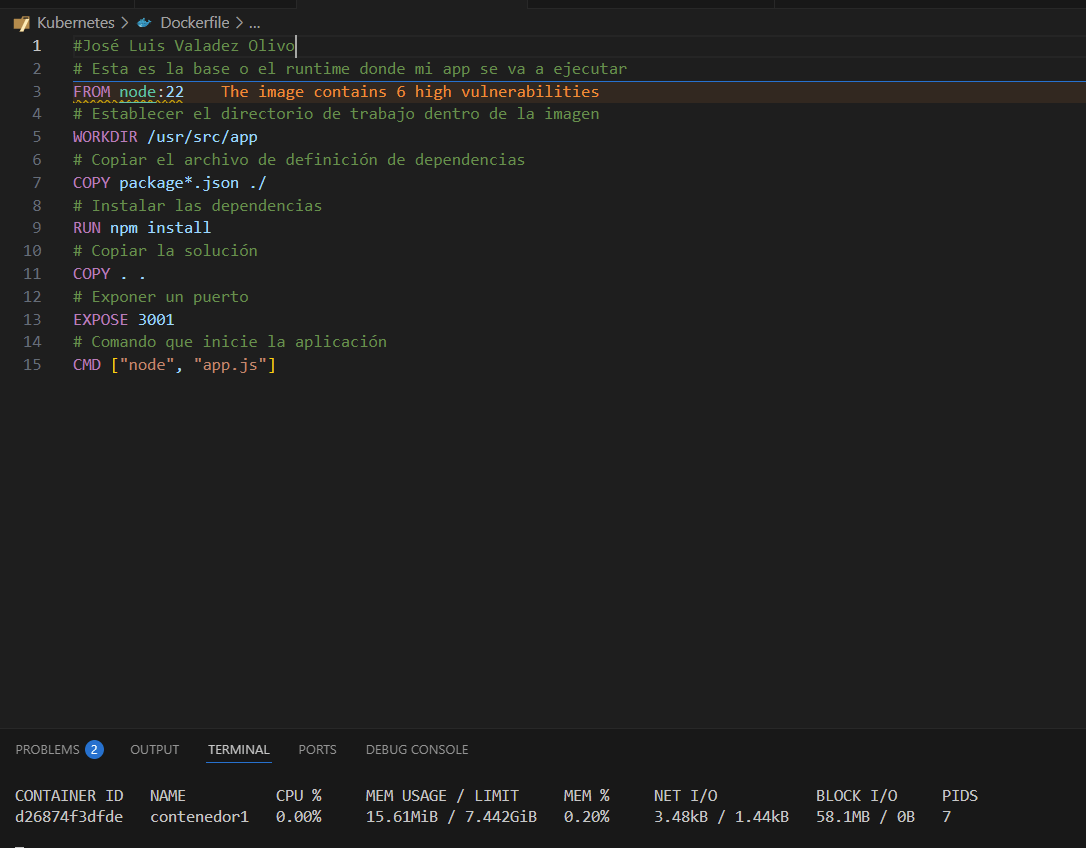 Kubernetes > Dockerfile > ...
1 #José Luis Valadez Olivo
2 # Esta es la base o el runtime donde mi app se va a ejecutar
3 FROM node:22 The image contains 6 high vulnerabilities
4 # Establecer el directorio de trabajo dentro de la imagen
5 WORKDIR /usr/src/app
6 # Copiar el archivo de definición de dependencias
7 COPY package*.json ./
8 # Instalar las dependencias
9 RUN npm install
10 # Copiar la solución
11 COPY . .
12 # Exponer un puerto
13 EXPOSE 3001
14 # Comando que inicie la aplicación
15 CMD ["node", "app.js"]
PROBLEMS 2 OUTPUT TERMINAL PORTS DEBUG CONSOLE
CONTAINER ID NAME CPU % MEM USAGE / LIMIT MEM % NET I/O BLOCK I/O PIDS
d26874f3dfde contenedor1 0.00% 15.61MiB / 7.442GiB 0.20% 3.48kB / 1.44kB 58.1MB / 0B 7